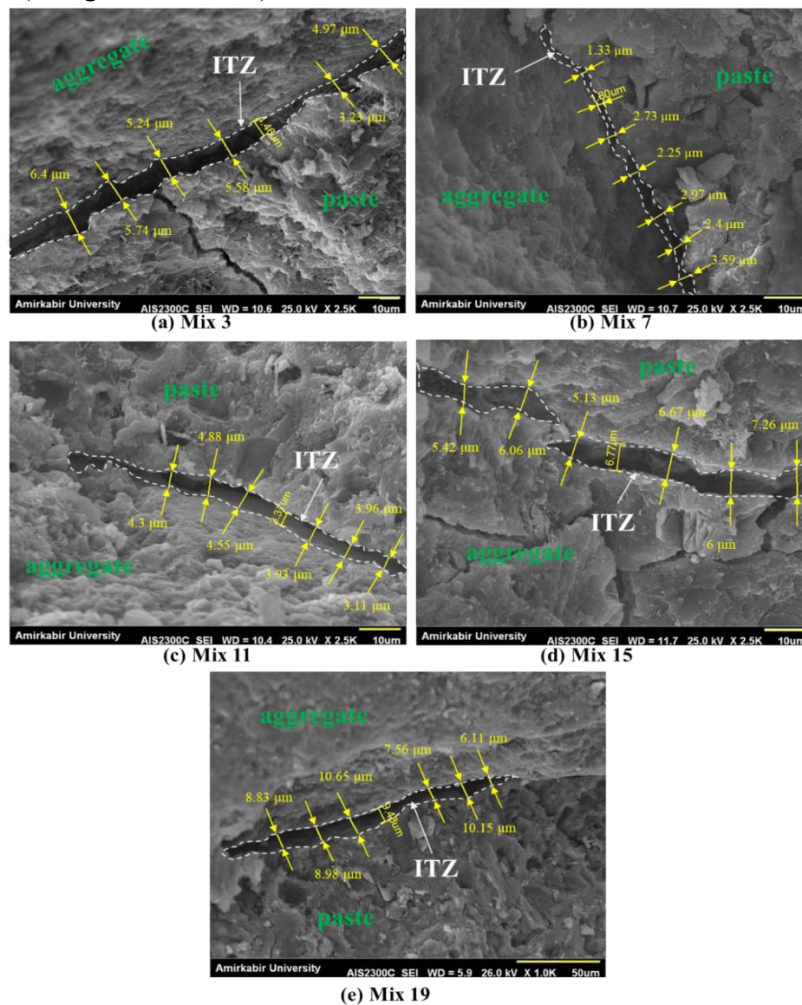 4.97 μm
aggregate
ITZ
5.24 μm
3.23 μm
6.4 μm
5.58 μm
5.74 μm
paste
Amirkabir University
AIS2300C SEI WD = 10.6 25.0 kV X 2.5K 10um
(a) Mix 3
1.33 μm
ITZ
paste
2.73 μm
2.25 μm
aggregate
2.97 μm
2.4 μm
3.59 μm
Amirkabir University
AIS2300C SEI WD = 10.7 25.0 kV X 2.5K 10um
(b) Mix 7
paste
4.88 μm
ITZ
3.96 μm
4.3 μm
4.55 μm
aggregate
3.93 μm
3.11 μm
Amirkabir University
AIS2300C SEI WD = 10.4 25.0 kV X 2.5K 10um
(c) Mix 11
paste
5.13 μm
6.67 μm
7.26 μm
5.42 μm
6.06 μm
6.77um
ITZ
aggregate
6 μm
Amirkabir University
AIS2300C SEI WD = 11.7 25.0 kV X 2.5K 10um
(d) Mix 15
aggregate
6.11 μm
7.56 μm
10.65 μm
8.83 μm
10.15 μm
ITZ
8.98 μm
paste
Amirkabir University
AIS2300C SEI WD = 5.9 26.0 kV X 1.0K 50um
(e) Mix 19